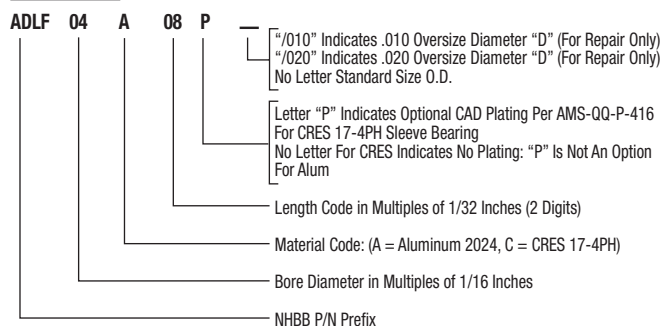 ADLF 04 A 08 P —
“/010” Indicates .010 Oversize Diameter “D” (For Repair Only)
“/020” Indicates .020 Oversize Diameter “D” (For Repair Only)
No Letter Standard Size O.D.
Letter “P” Indicates Optional CAD Plating Per AMS-QQ-P-416
For CRES 17-4PH Sleeve Bearing
No Letter For CRES Indicates No Plating: “P” Is Not An Option
For Alum
Length Code in Multiples of 1/32 Inches (2 Digits)
Material Code: (A = Aluminum 2024, C = CRES 17-4PH)
Bore Diameter in Multiples of 1/16 Inches
NHBB P/N Prefix